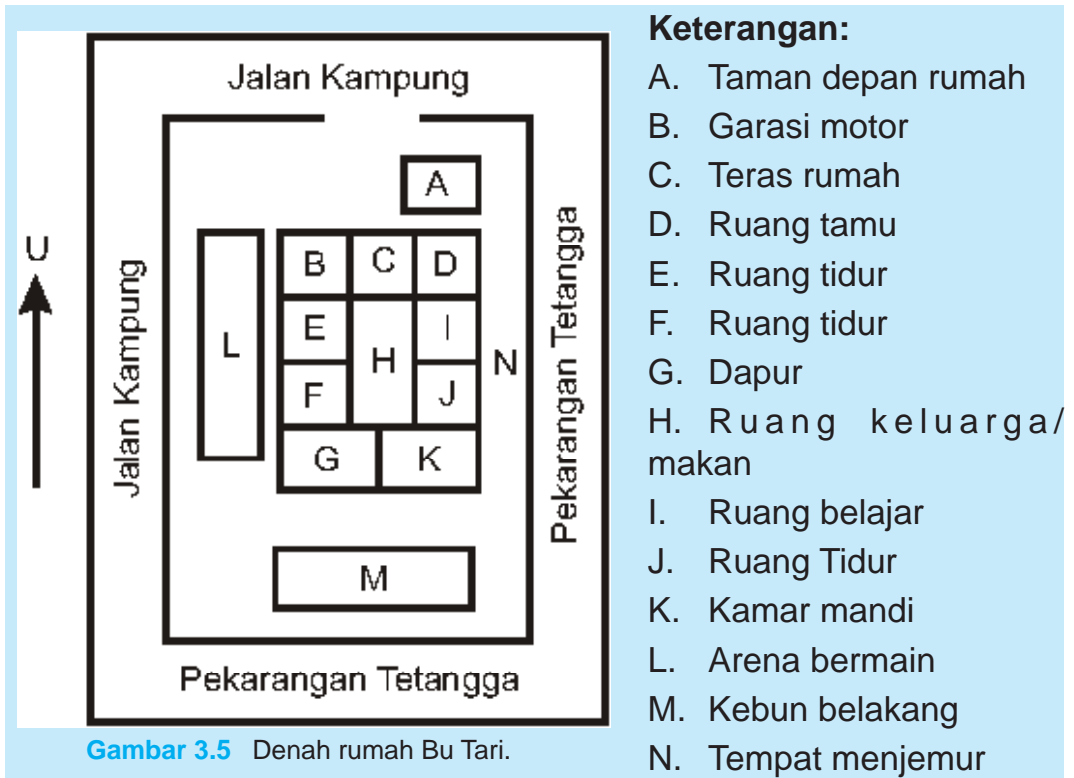 Jalan Kampung
A
U
B C D
E I
L H N
F J
G K
M
Jalan Kampung
Pekarangan Tetangga
Pekarangan Tetangga
Gambar 3.5 Denah rumah Bu Tari.
Keterangan:
A. Taman depan rumah
B. Garasi motor
C. Teras rumah
D. Ruang tamu
E. Ruang tidur
F. Ruang tidur
G. Dapur
H. Ruang keluarga/
makan
I. Ruang belajar
J. Ruang Tidur
K. Kamar mandi
L. Arena bermain
M. Kebun belakang
N. Tempat menjemur